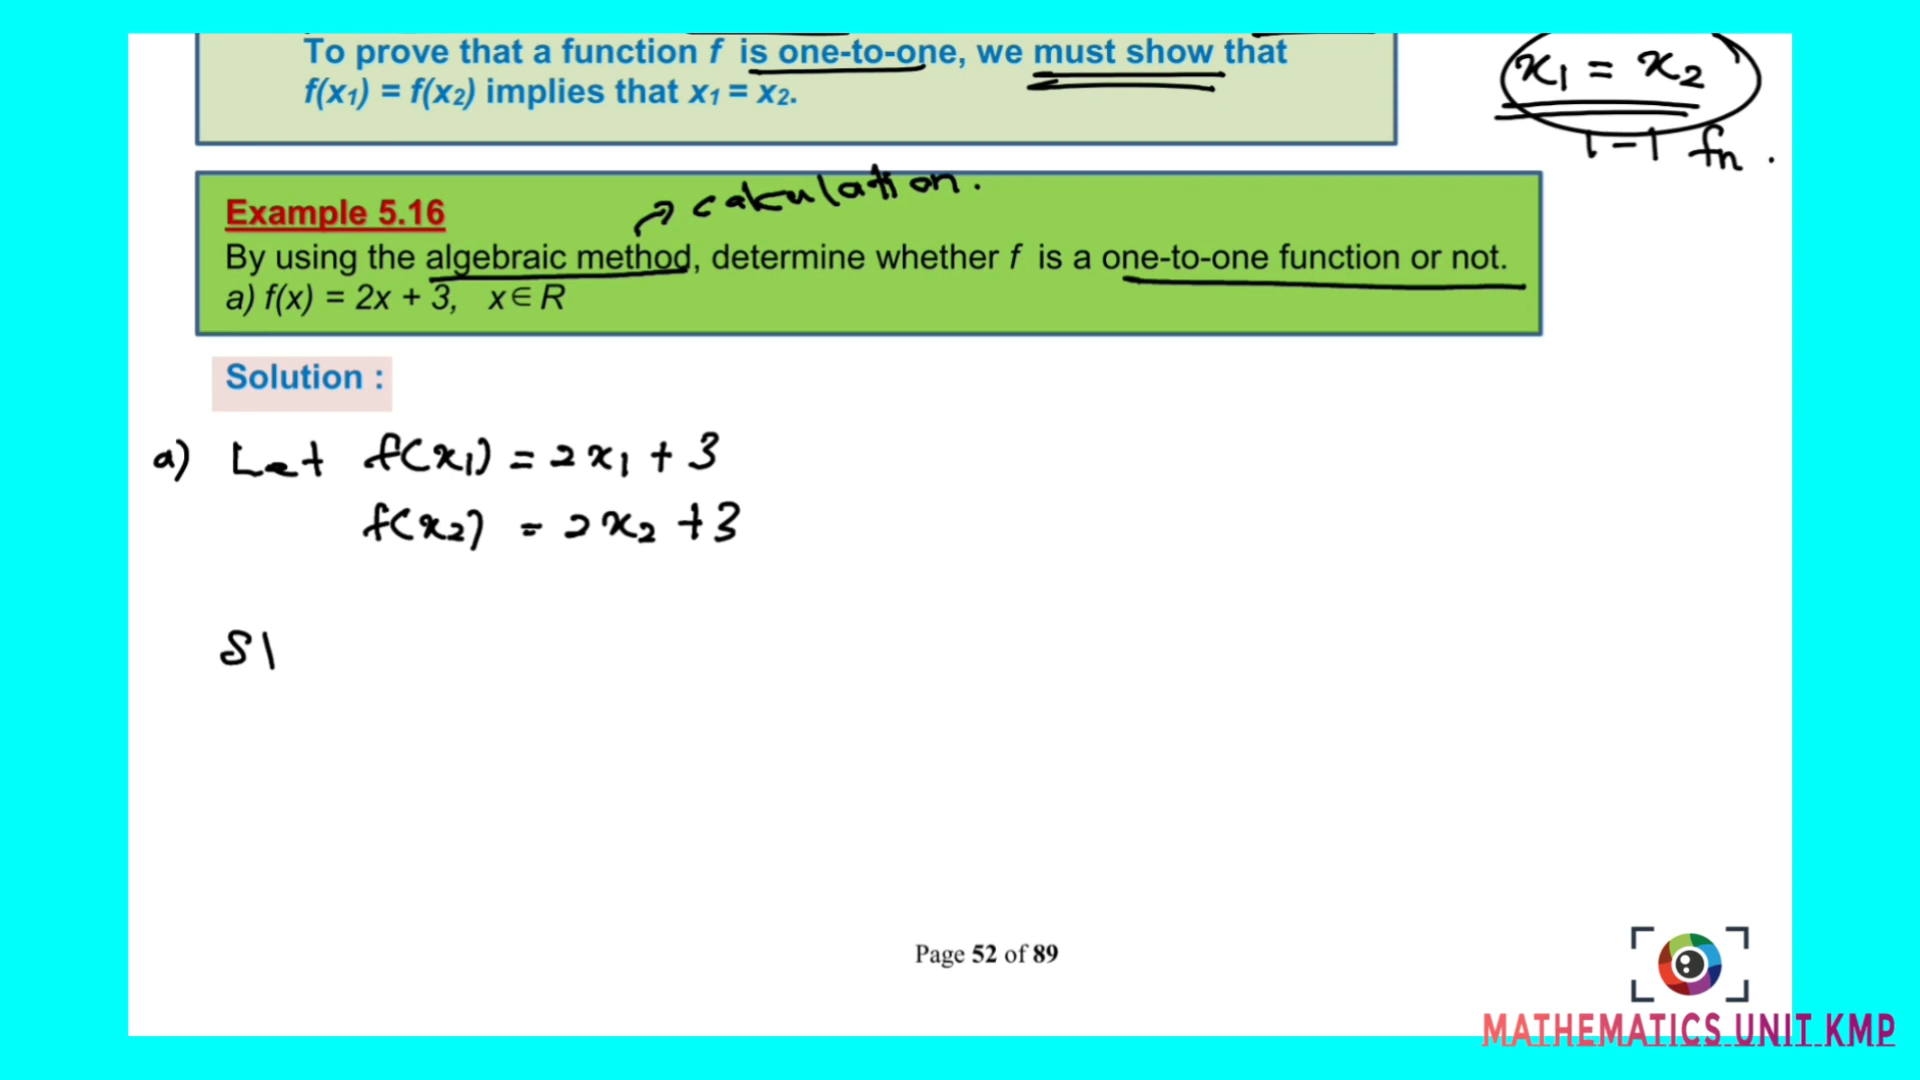 To prove that a function f is one-to-one, we must show that
f(x₁) = f(x₂) implies that x₁ = x₂.
x₁ = x₂
1-1 fn.
Example 5.16
→ calculation.
By using the algebraic method, determine whether f is a one-to-one function or not.
a) f(x) = 2x + 3, x∈R
Solution :
a) Let f(x₁) = 2x₁ + 3
f(x₂) = 2x₂ + 3
Page 52 of 89
MATHEMATICS UNIT KMP